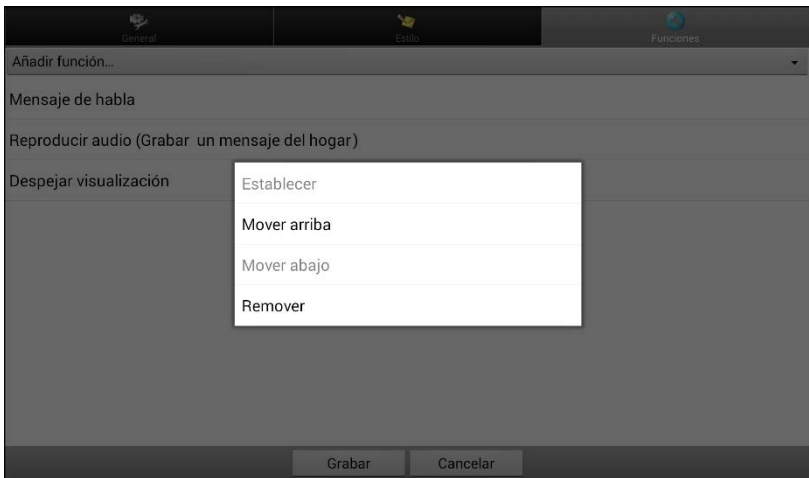 General
Estilo
Funciones
Añadir función...
Mensaje de habla
Reproducir audio (Grabar un mensaje del hogar)
Despejar visualización
Establecer
Mover arriba
Mover abajo
Remover
Grabar
Cancelar